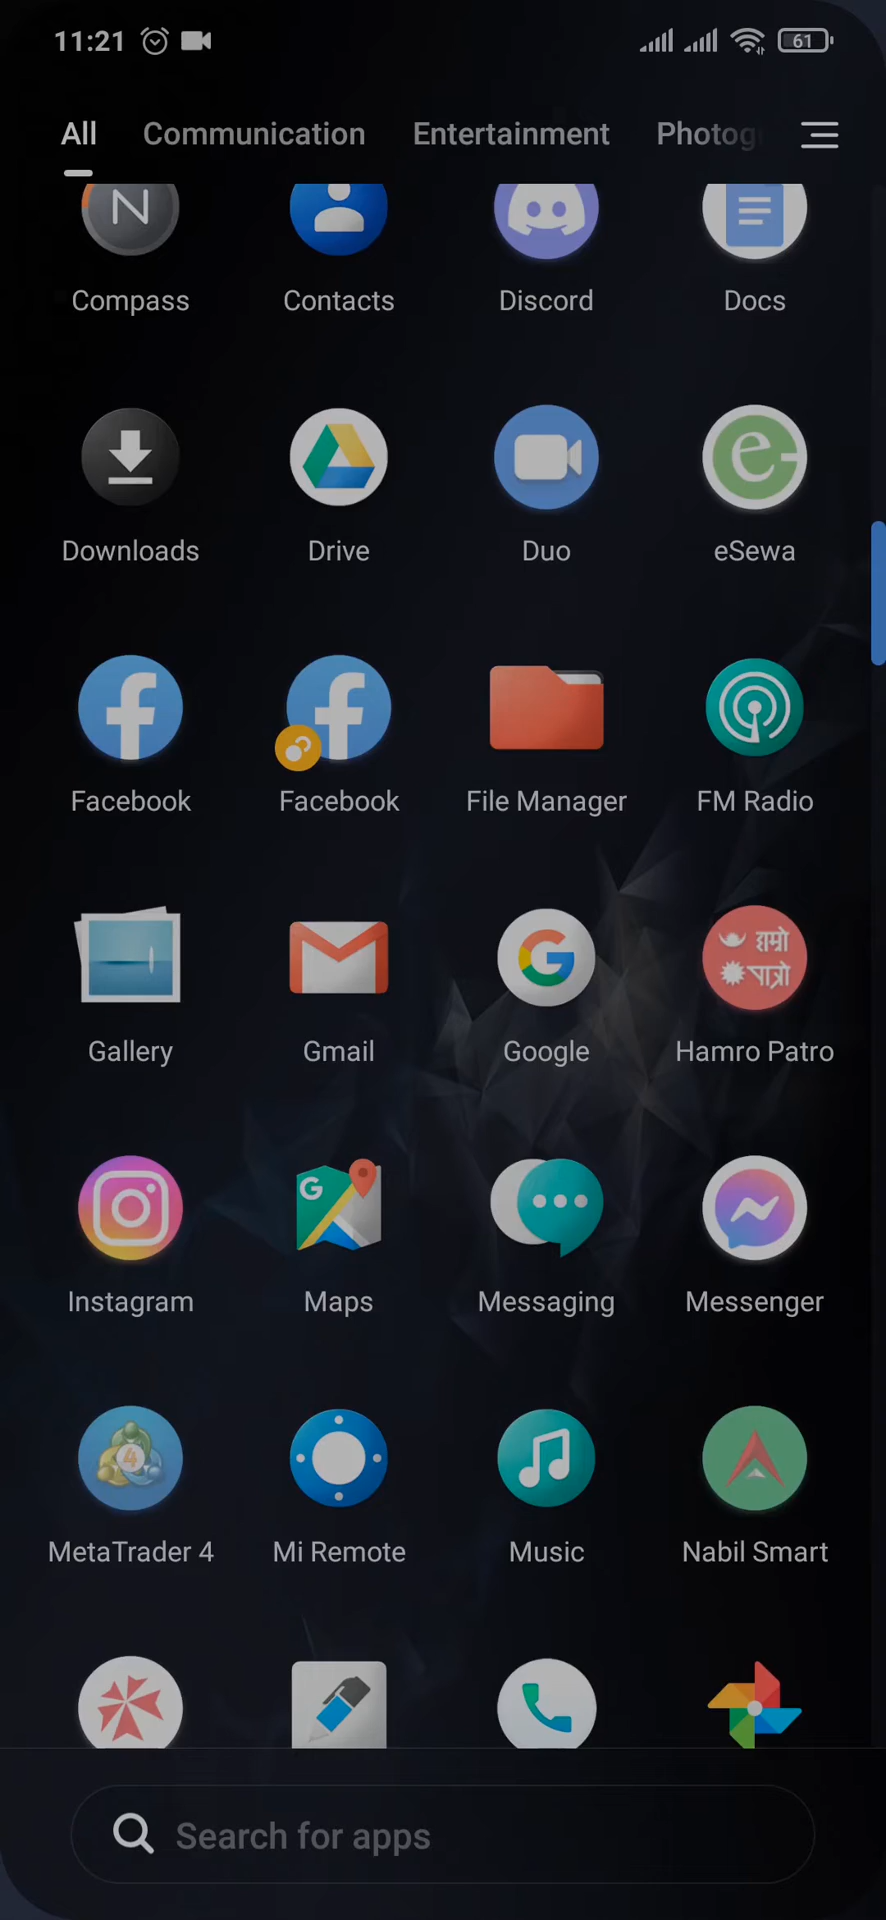 11:21
61
All Communication Entertainment Photog
N
Compass Contacts Discord Docs
Downloads Drive Duo eSewa
Facebook Facebook File Manager FM Radio
हाम्रो
पात्रो
Gallery Gmail Google Hamro Patro
G
Instagram Maps Messaging Messenger
4
MetaTrader 4 Mi Remote Music Nabil Smart
Search for apps